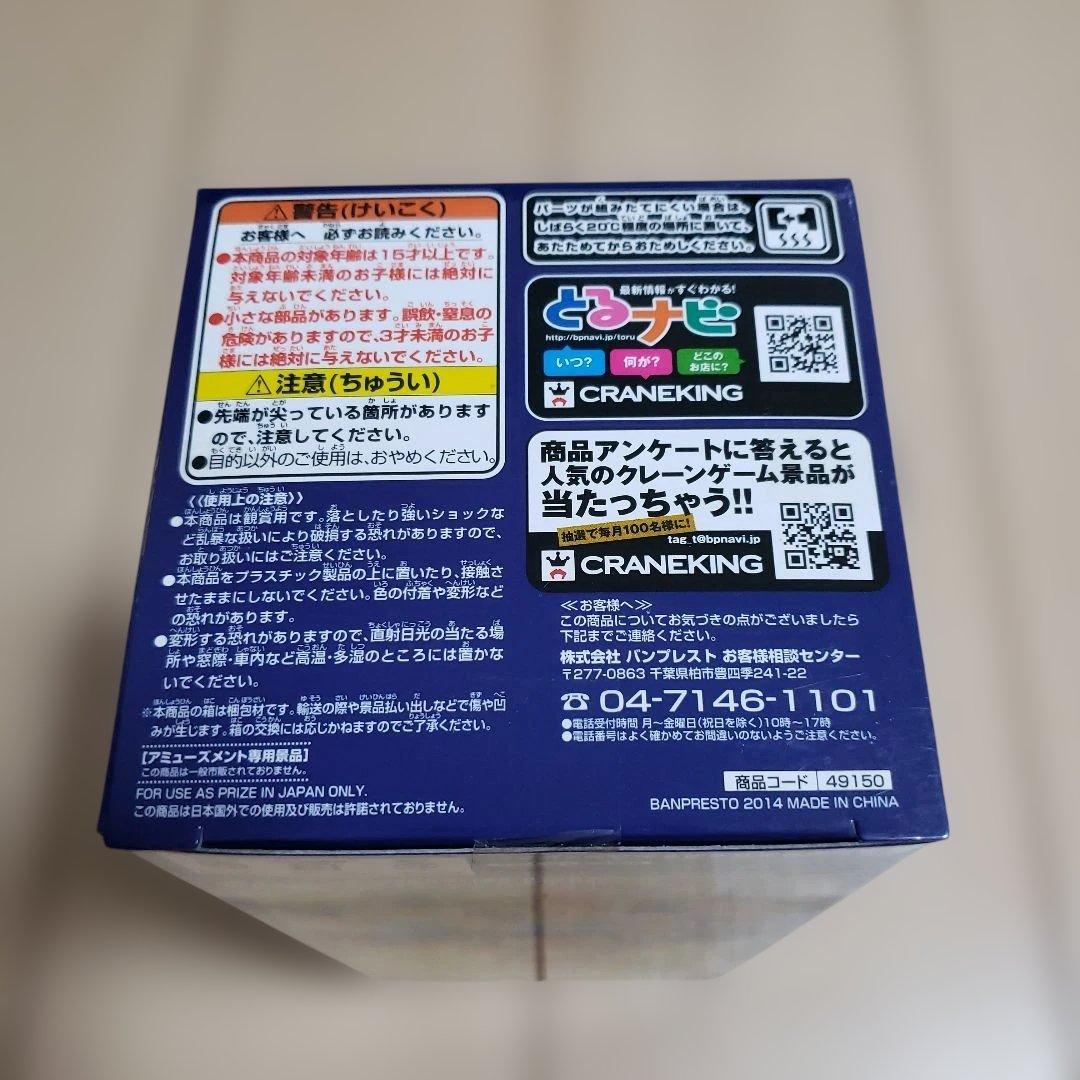 警告(けいこく)
お客様へ 必ずお読みください。
●本商品の対象年齢は15才以上です。
対象年齢未満のお子様には絶対に
与えないでください。
●小さな部品があります。誤飲・窒息の
危険がありますので、3才未満のお子
様には絶対に与えないでください。
注意(ちゅうい)
●先端が尖っている箇所があります
ので、注意してください。
●目的以外のご使用は、おやめください。
《使用上の注意》
●本商品は観賞用です。落としたり強いショックな
ど乱暴な扱いにより破損する恐れがありますので、
お取り扱いにはご注意ください。
●本商品をプラスチック製品の上に置いたり、接触さ
せたままにしないでください。色の付着や変形など
の恐れがあります。
●変形する恐れがありますので、直射日光の当たる場
所や窓際・車内など高温・多湿のところには置かな
いでください。
※本商品の箱は梱包材です。輸送の際や景品払い出しなどで傷や凹
みが生じます。箱の交換には応じかねますのでご了承ください。
【アミューズメント専用景品】
この商品は一般市販されておりません。
FOR USE AS PRIZE IN JAPAN ONLY.
この商品は日本国外での使用及び販売は許諾されておりません。
パーツが組みたてにくい場合は、
しばらく20℃程度の場所に置いて、
あたためてからおためしください。
最新情報がすぐわかる!
とるナビ
http://bpnavi.jp/toru
いつ?
何が?
どこの
お店に?
CRANEKING
商品アンケートに答えると
人気のクレーンゲーム景品が
当たっちゃう!!
抽選で毎月100名様に!
tag_t@bpnavi.jp
CRANEKING
≪お客様へ≫
この商品についてお気づきの点がございましたら
下記までご連絡ください。
株式会社 バンプレスト お客様相談センター
〒277-0863 千葉県柏市豊四季241-22
☎04-7146-1101
●電話受付時間 月〜金曜日(祝日を除く)10時〜17時
●電話番号はよく確かめてお間違いのないようご注意ください。
商品コード 49150
BANPRESTO 2014 MADE IN CHINA